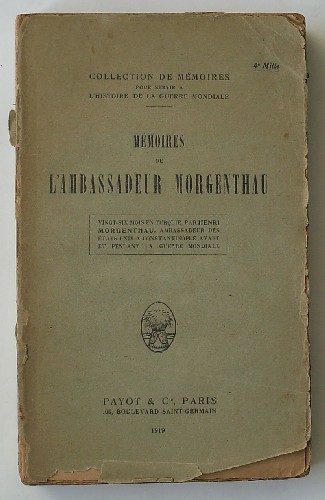 4e Mille
COLLECTION DE MÉMOIRES
POUR SERVIR A
L'HISTOIRE DE LA GUERRE MONDIALE
MÉMOIRES
DE
L'AMBASSADEUR MORGENTHAU
VINGT-SIX MOIS EN TURQUIE, PAR HENRI
MORGENTHAU, AMBASSADEUR DES
ÉTATS-UNIS A CONSTANTINOPLE AVANT
ET PENDANT LA GUERRE MONDIALE
PAYOT & Cie, PARIS
106, BOULEVARD SAINT-GERMAIN
1919